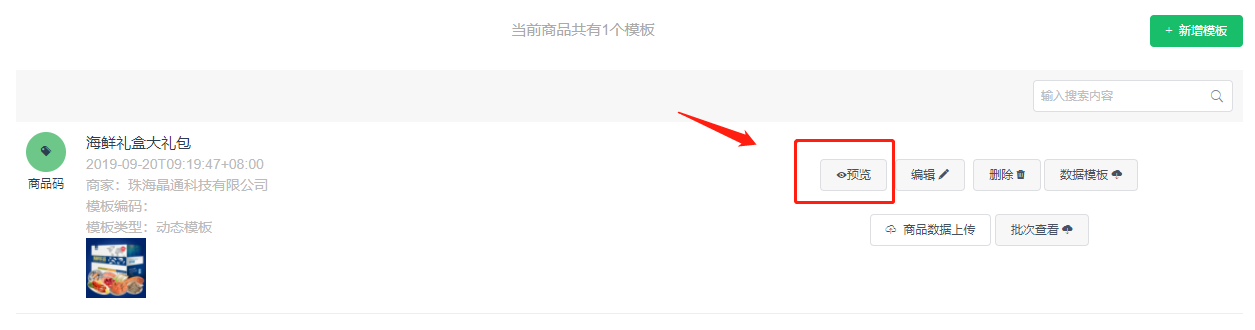 当前商品共有1个模板
+ 新增模板
输入搜索内容
海鲜礼盒大礼包
2019-09-20T09:19:47+08:00
商品码
商家：珠海晶通科技有限公司
模板编码：
模板类型：动态模板
预览
编辑
删除
数据模板
商品数据上传
批次查看